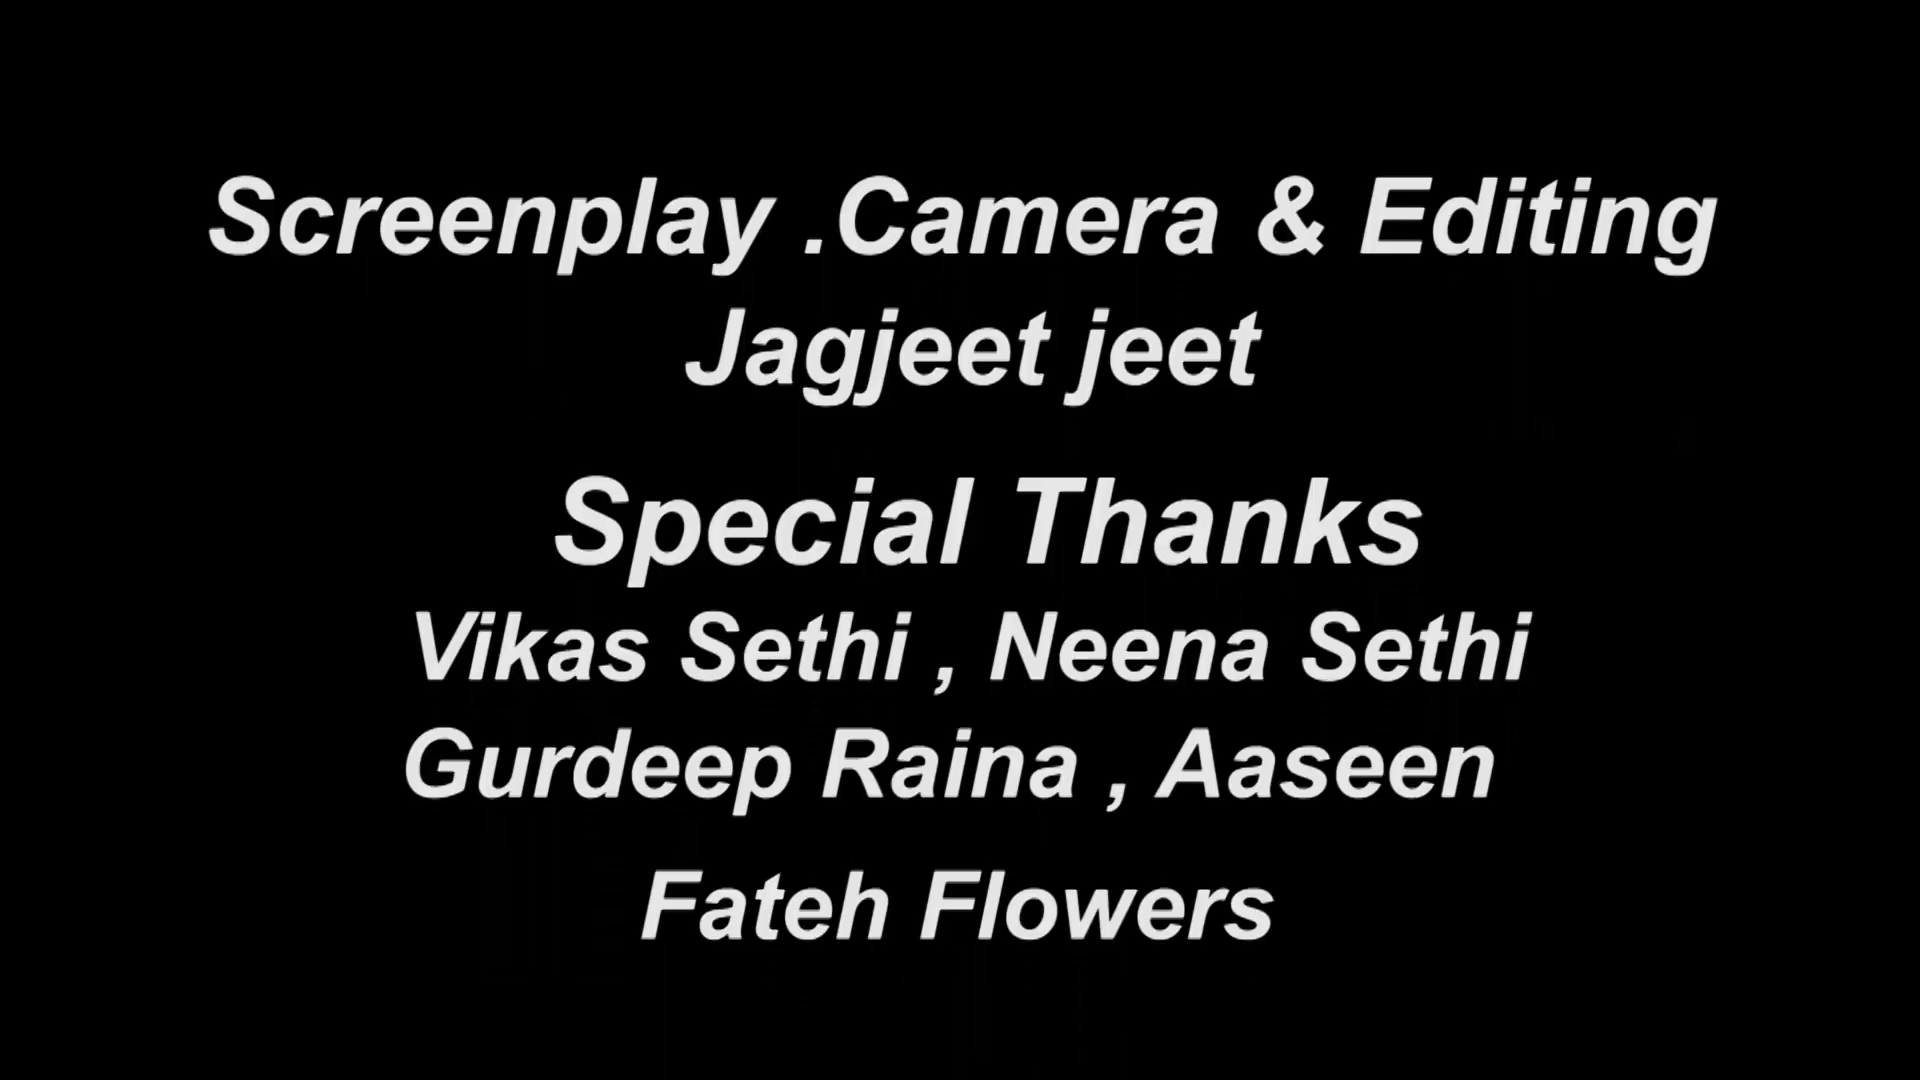 Screenplay .Camera & Editing
Jagjeet jeet
Special Thanks
Vikas Sethi , Neena Sethi
Gurdeep Raina , Aaseen
Fateh Flowers